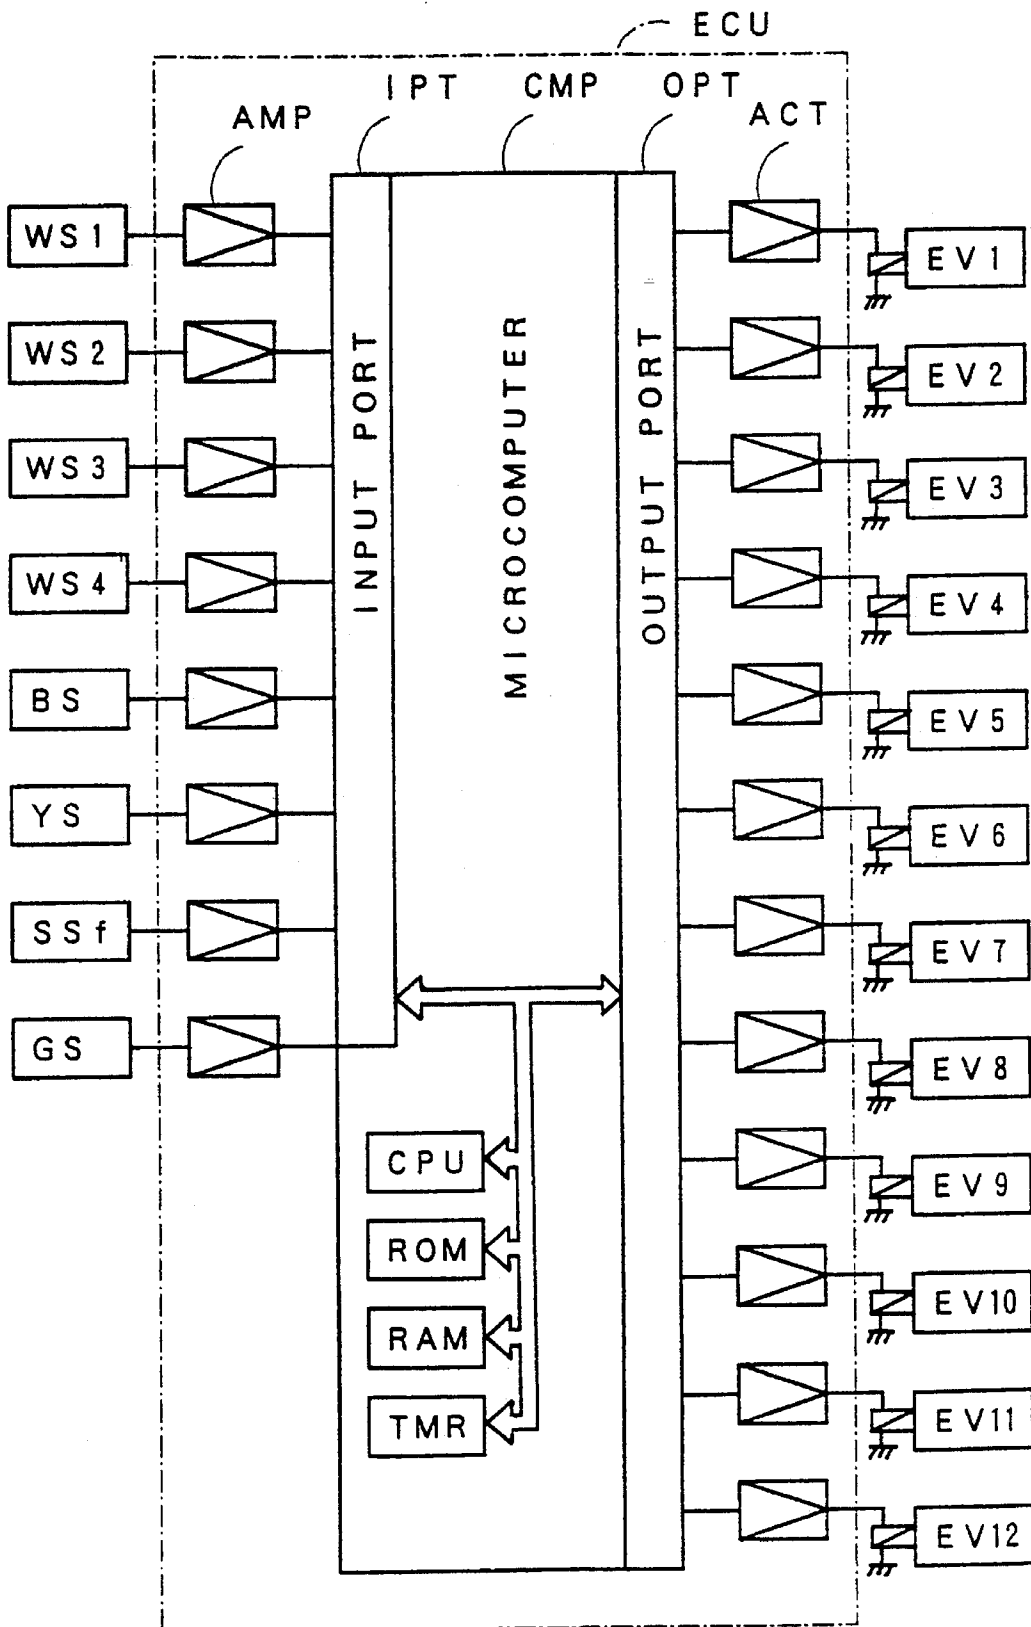 ECU
IPT
CMP
OPT
AMP
ACT
WS1
WS2
WS3
WS4
BS
YS
SSf
GS
INPUT PORT
MICROCOMPUTER
OUTPUT PORT
CPU
ROM
RAM
TMR
EV1
EV2
EV3
EV4
EV5
EV6
EV7
EV8
EV9
EV10
EV11
EV12